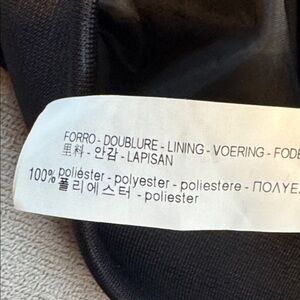 FORRO - DOUBLURE - LINING - VOERING - FODE
里料 - 안감 - LAPISAN
100% poliéster - polyester - poliestere - ΠΟΛΥΕ
폴리에스터 - poliester